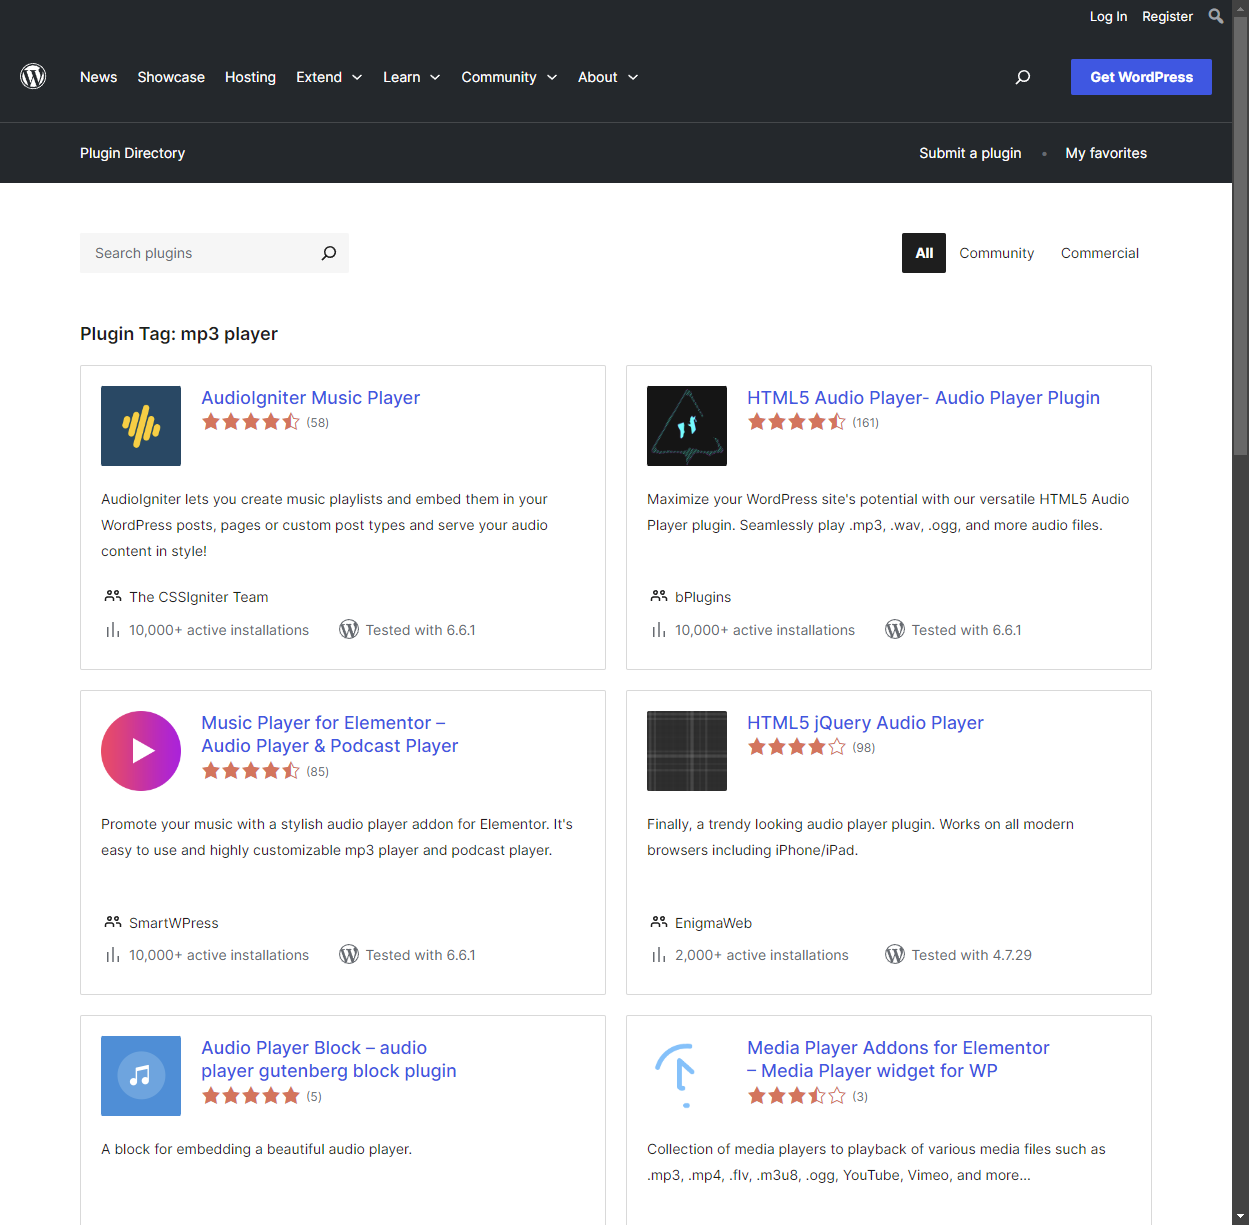 Log In Register
News Showcase Hosting Extend Learn Community About Get WordPress
Plugin Directory Submit a plugin • My favorites
Search plugins All Community Commercial
Plugin Tag: mp3 player
AudioIgniter Music Player
(58)
AudioIgniter lets you create music playlists and embed them in your
WordPress posts, pages or custom post types and serve your audio
content in style!
The CSSIgniter Team
10,000+ active installations Tested with 6.6.1
HTML5 Audio Player- Audio Player Plugin
(161)
Maximize your WordPress site's potential with our versatile HTML5 Audio
Player plugin. Seamlessly play .mp3, .wav, .ogg, and more audio files.
bPlugins
10,000+ active installations Tested with 6.6.1
Music Player for Elementor –
Audio Player & Podcast Player
(85)
Promote your music with a stylish audio player addon for Elementor. It's
easy to use and highly customizable mp3 player and podcast player.
SmartWPress
10,000+ active installations Tested with 6.6.1
HTML5 jQuery Audio Player
(98)
Finally, a trendy looking audio player plugin. Works on all modern
browsers including iPhone/iPad.
EnigmaWeb
2,000+ active installations Tested with 4.7.29
Audio Player Block – audio
player gutenberg block plugin
(5)
A block for embedding a beautiful audio player.
Media Player Addons for Elementor
– Media Player widget for WP
(3)
Collection of media players to playback of various media files such as
.mp3, .mp4, .flv, .m3u8, .ogg, YouTube, Vimeo, and more…